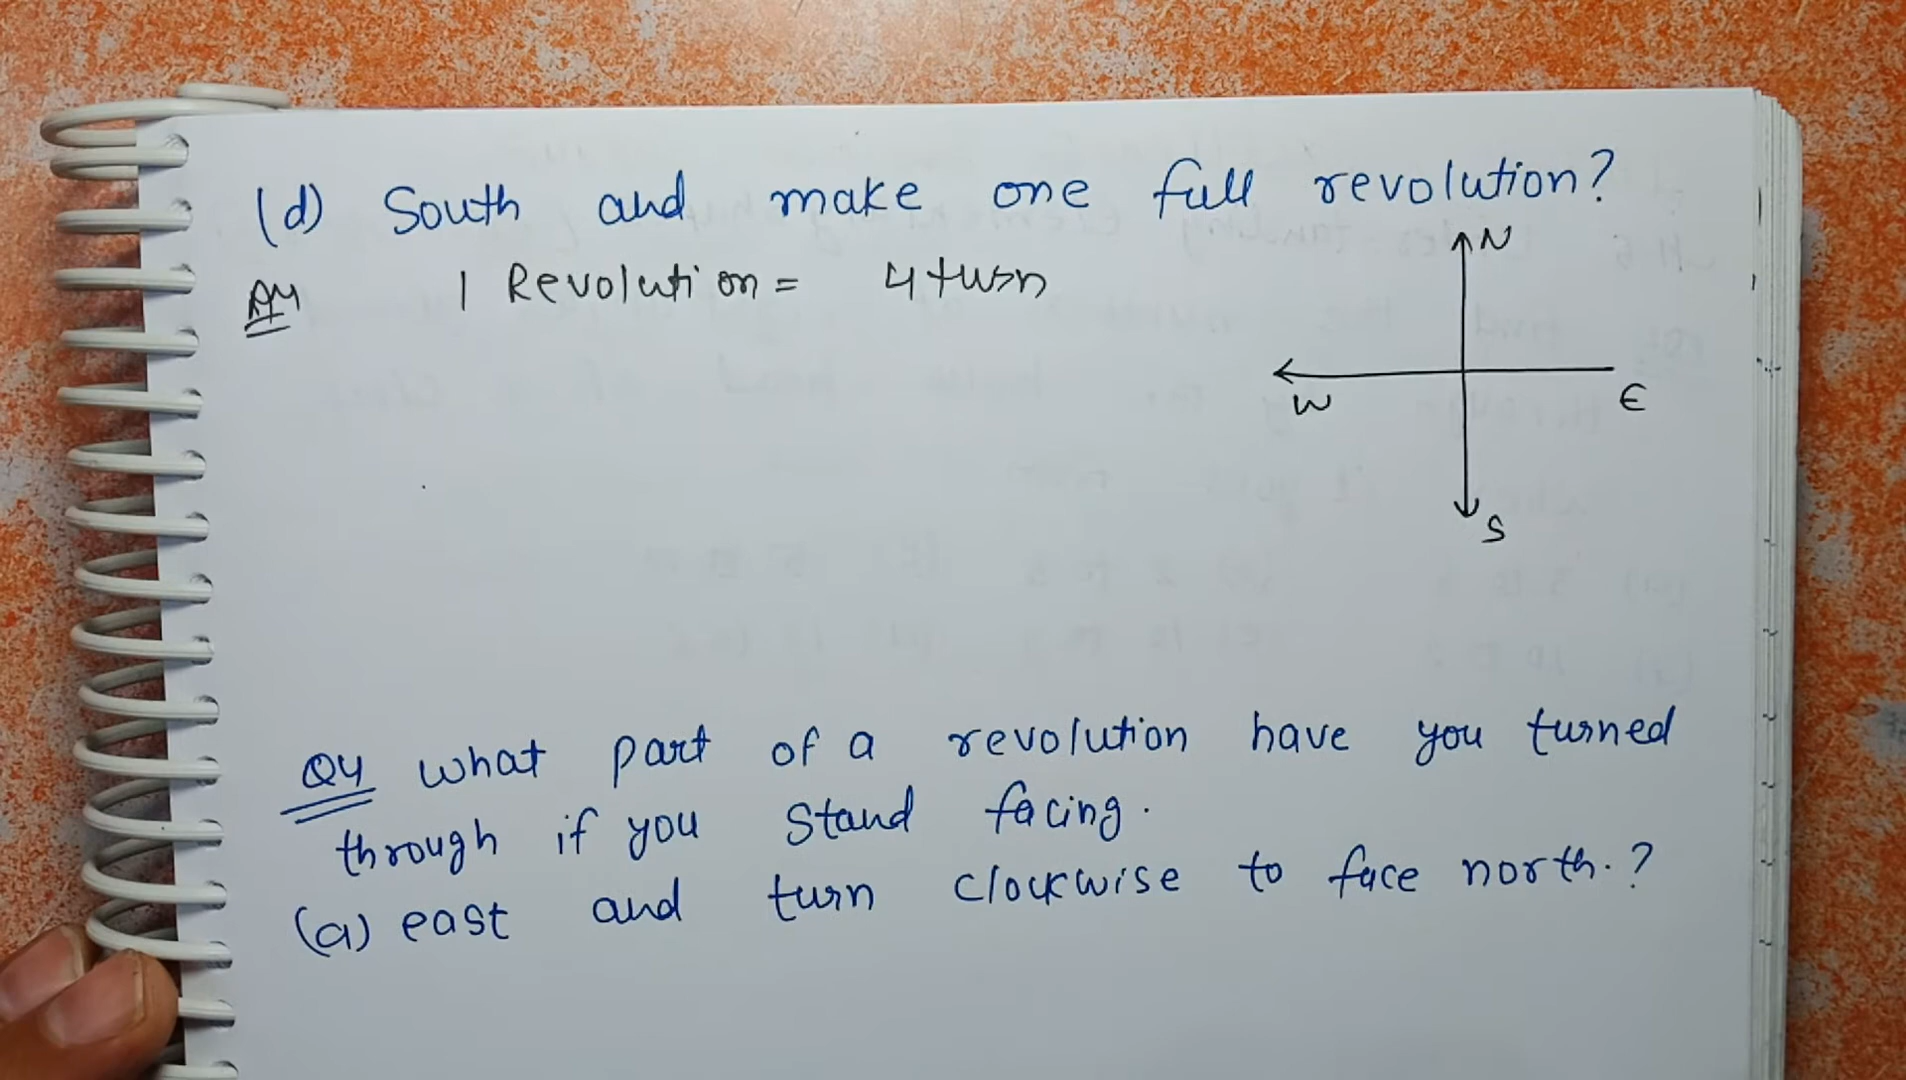 (d) South and make one full revolution?
1 Revolution = 4 turn
N
W
E
S
Q4 what part of a revolution have you turned
through if you stand facing.
(a) east and turn clockwise to face north.?